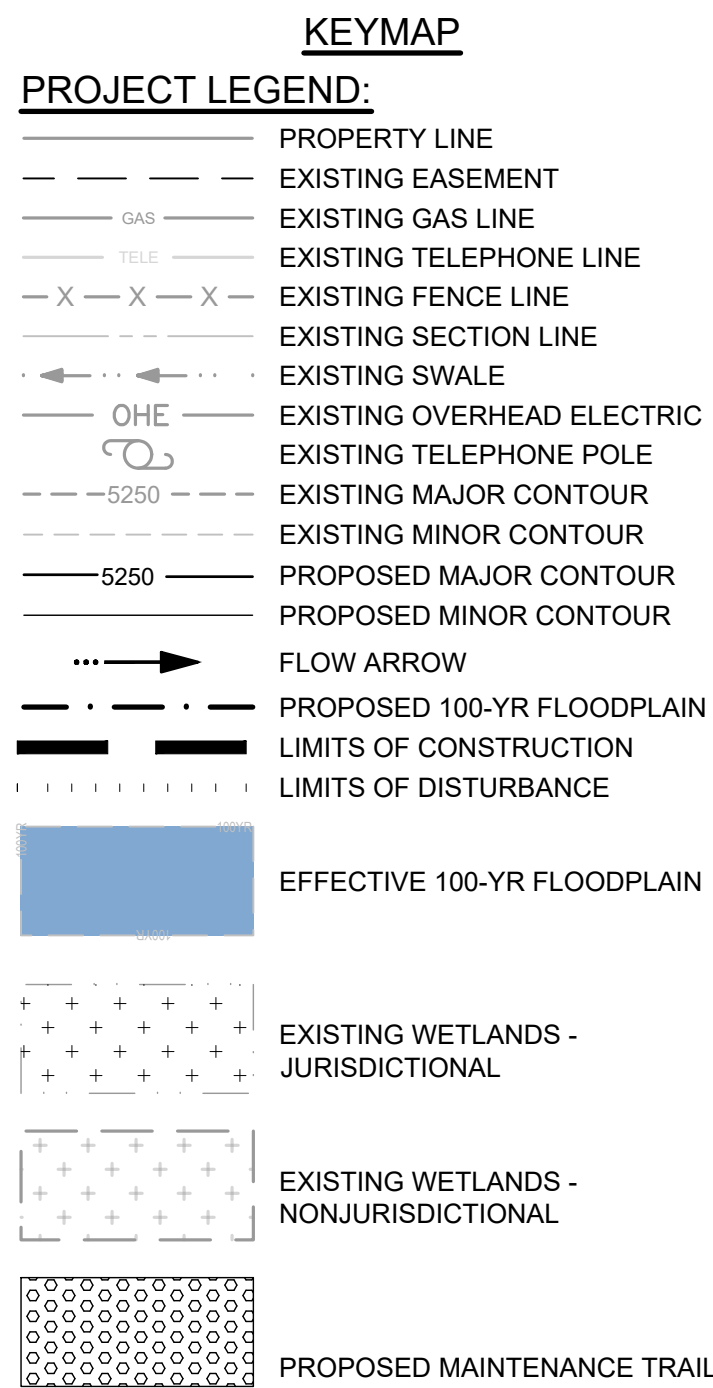 KEYMAP
PROJECT LEGEND:
PROPERTY LINE
EXISTING EASEMENT
GAS EXISTING GAS LINE
TELE EXISTING TELEPHONE LINE
X X X EXISTING FENCE LINE
EXISTING SECTION LINE
EXISTING SWALE
OHE EXISTING OVERHEAD ELECTRIC
EXISTING TELEPHONE POLE
5250 EXISTING MAJOR CONTOUR
EXISTING MINOR CONTOUR
5250 PROPOSED MAJOR CONTOUR
PROPOSED MINOR CONTOUR
FLOW ARROW
PROPOSED 100-YR FLOODPLAIN
LIMITS OF CONSTRUCTION
LIMITS OF DISTURBANCE
100YR
100YR
EFFECTIVE 100-YR FLOODPLAIN
100YR
EXISTING WETLANDS -
JURISDICTIONAL
EXISTING WETLANDS -
NONJURISDICTIONAL
PROPOSED MAINTENANCE TRAIL